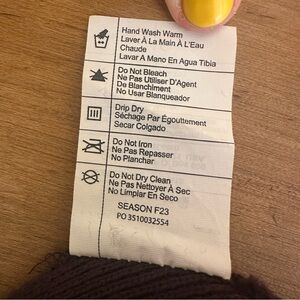 Hand Wash Warm
Laver À La Main À L'Eau
Chaude
Lavar A Mano En Agua Tibia
Do Not Bleach
Ne Pas Utiliser D'Agent
De Blanchiment
No Usar Blanqueador
Drip Dry
Séchage Par Égouttement
Secar Colgado
Do Not Iron
Ne Pas Repasser
No Planchar
Do Not Dry Clean
Ne Pas Nettoyer À Sec
No Limpiar En Seco
SEASON F23
PO 3510032554